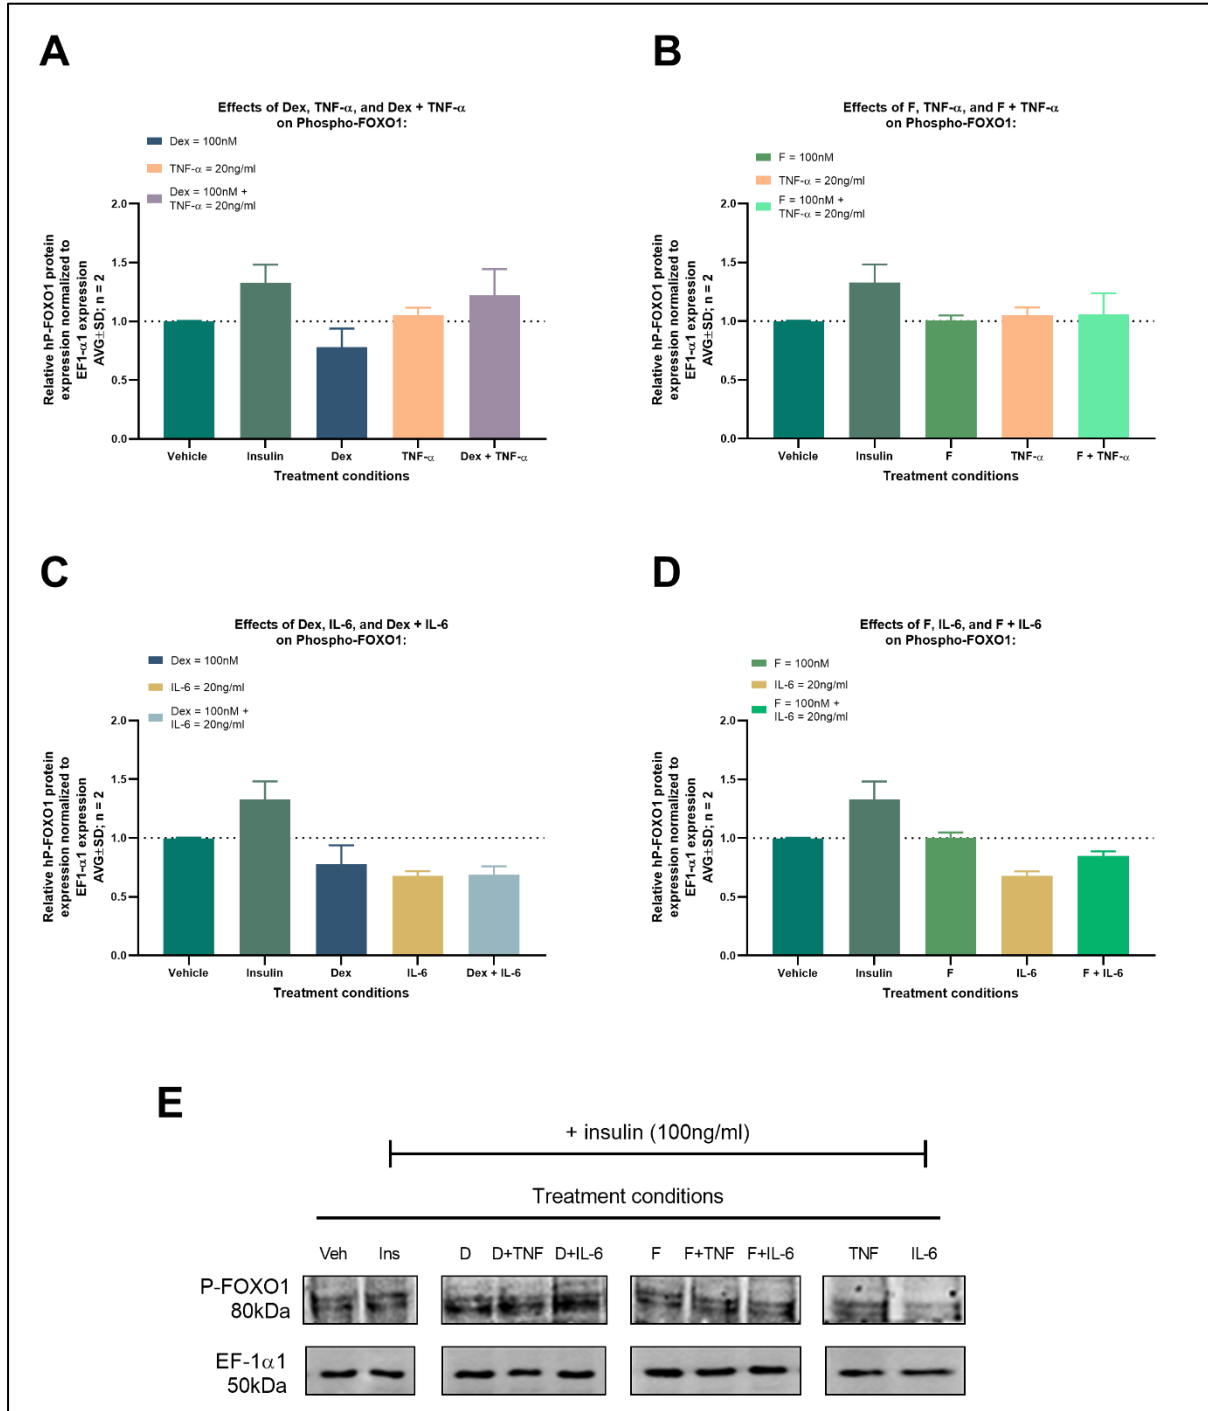 A
Effects of Dex, TNF-α, and Dex + TNF-α
on Phospho-FOXO1:
Dex = 100nM
TNF-α = 20ng/ml
Dex = 100nM +
TNF-α = 20ng/ml
Relative hP-FOXO1 protein
expression normalized to
EF1-α1 expression
AVG±SD; n = 2
2.0
1.5
1.0
0.5
0.0
Vehicle Insulin Dex TNF-α Dex + TNF-α
Treatment conditions
B
Effects of F, TNF-α, and F + TNF-α
on Phospho-FOXO1:
F = 100nM
TNF-α = 20ng/ml
F = 100nM +
TNF-α = 20ng/ml
Relative hP-FOXO1 protein
expression normalized to
EF1-α1 expression
AVG±SD; n = 2
2.0
1.5
1.0
0.5
0.0
Vehicle Insulin F TNF-α F + TNF-α
Treatment conditions
C
Effects of Dex, IL-6, and Dex + IL-6
on Phospho-FOXO1:
Dex = 100nM
IL-6 = 20ng/ml
Dex = 100nM +
IL-6 = 20ng/ml
Relative hP-FOXO1 protein
expression normalized to
EF1-α1 expression
AVG±SD; n = 2
2.0
1.5
1.0
0.5
0.0
Vehicle Insulin Dex IL-6 Dex + IL-6
Treatment conditions
D
Effects of F, IL-6, and F + IL-6
on Phospho-FOXO1:
F = 100nM
IL-6 = 20ng/ml
F = 100nM +
IL-6 = 20ng/ml
Relative hP-FOXO1 protein
expression normalized to
EF1-α1 expression
AVG±SD; n = 2
2.0
1.5
1.0
0.5
0.0
Vehicle Insulin F IL-6 F + IL-6
Treatment conditions
E
+ insulin (100ng/ml)
Treatment conditions
Veh Ins D D+TNF D+IL-6 F F+TNF F+IL-6 TNF IL-6
P-FOXO1
80kDa
EF-1α1
50kDa